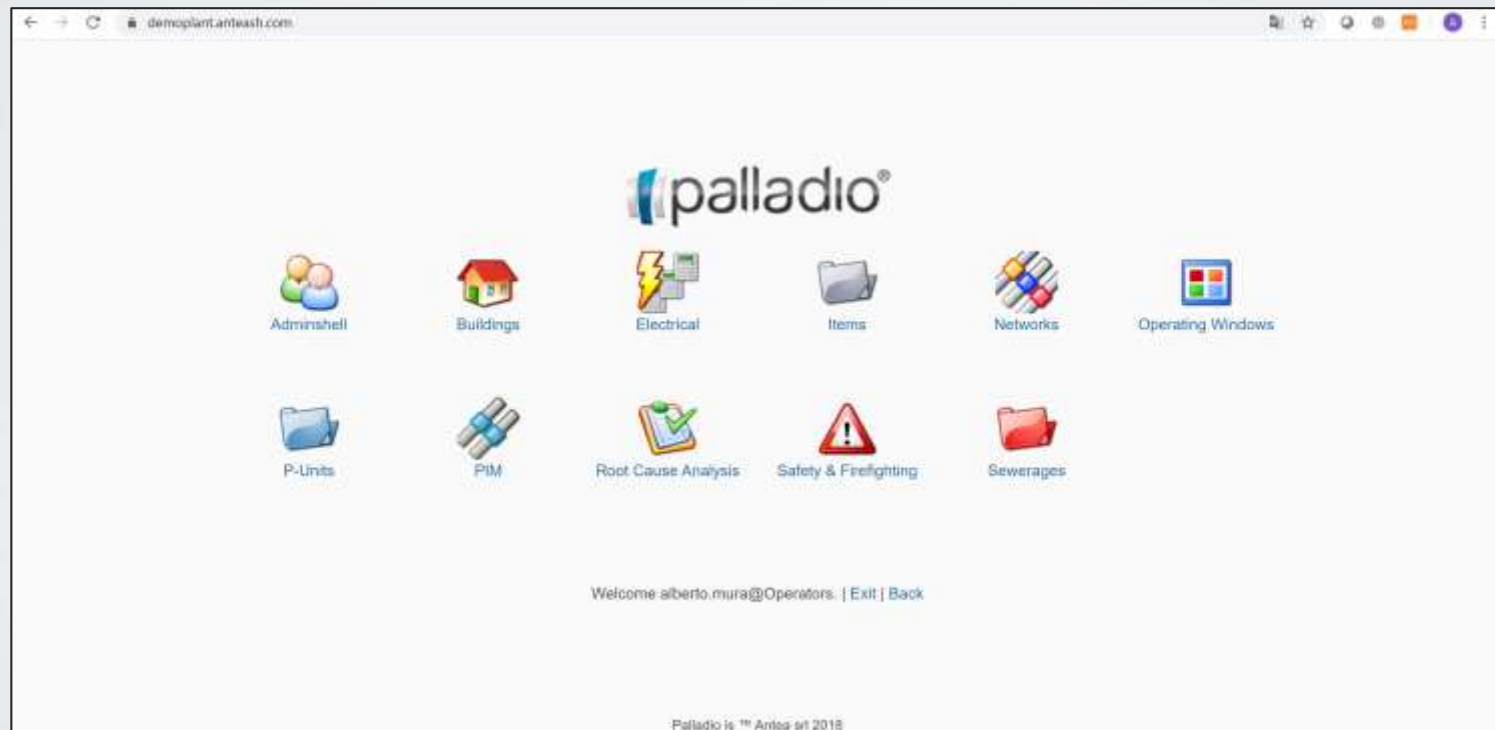 demoplant.anteash.com
palladio®
Adminshell Buildings Electrical Items Networks Operating Windows
P-Units PIM Root Cause Analysis Safety & Firefighting Sewerages
Welcome alberto.mura@Operators. | Exit | Back
Palladio is ™ Antea srl 2018